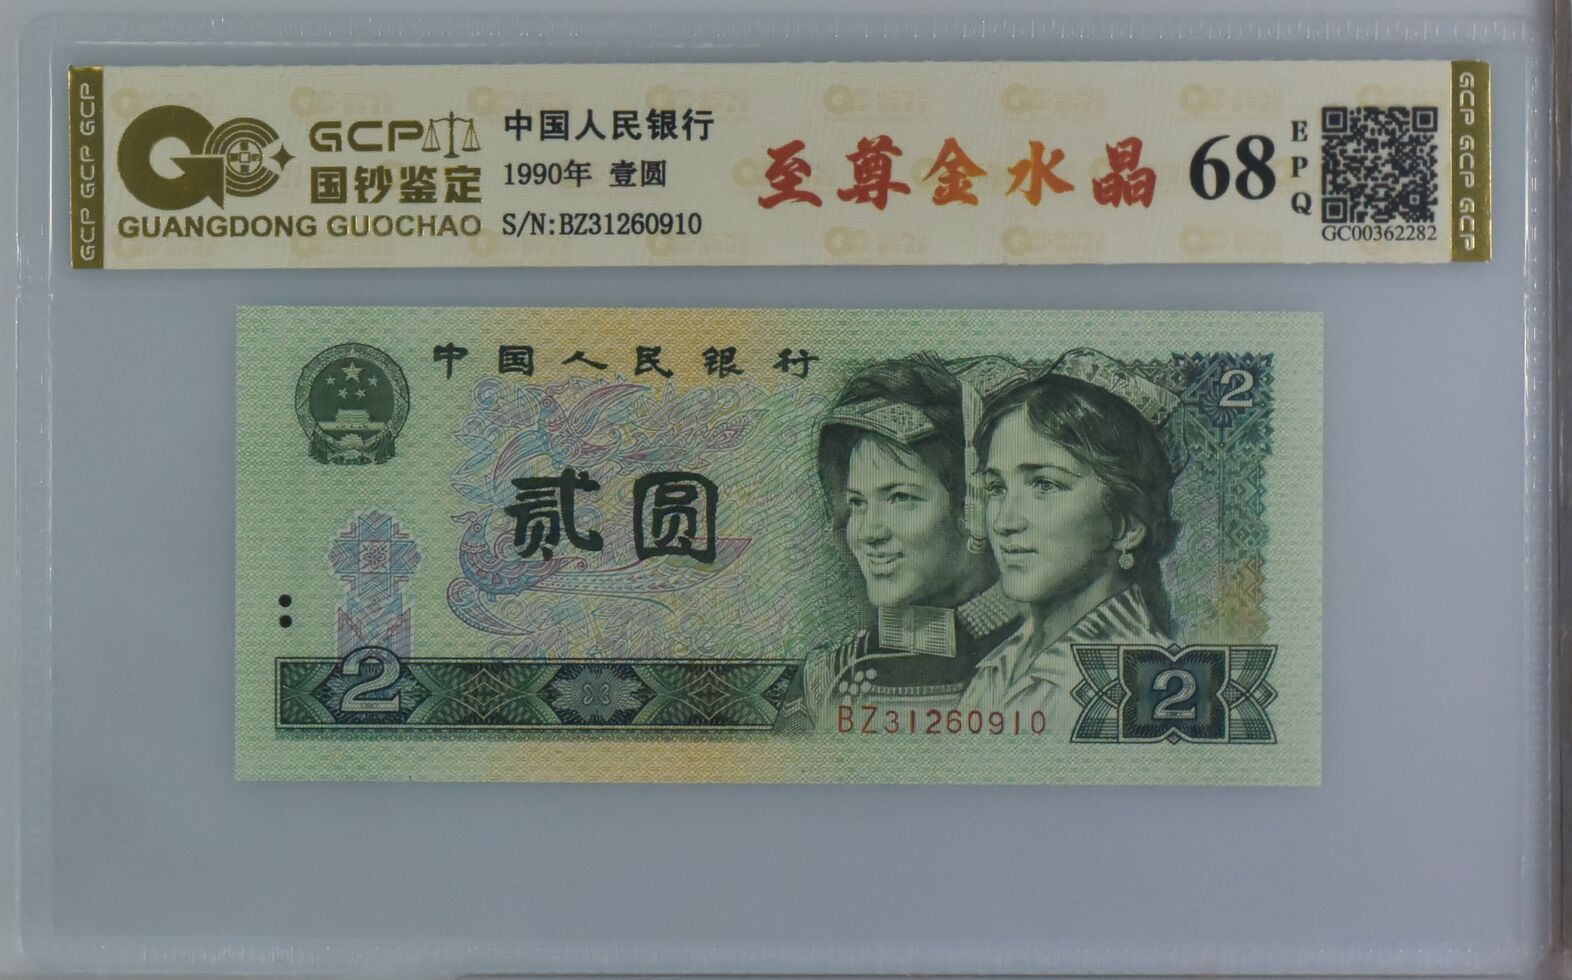 GCP GCP GCP
GCP
国钞鉴定
GUANGDONG GUOCHAO
中国人民银行
1990年 壹圆
S/N:BZ31260910
至尊金水晶
68
EPQ
GC00362282
GCP GCP GCP
中国人民银行
2
贰圆
2
BZ31260910
2